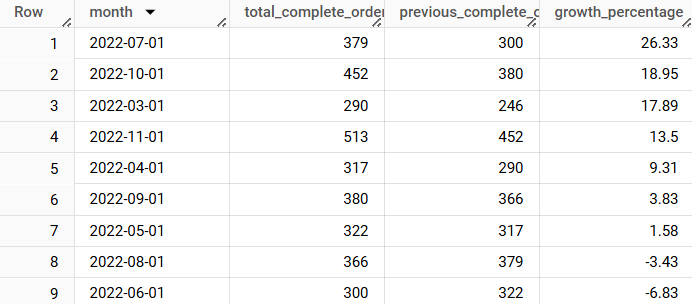 Row month total_complete_order previous_complete_c growth_percentage
1 2022-07-01 379 300 26.33
2 2022-10-01 452 380 18.95
3 2022-03-01 290 246 17.89
4 2022-11-01 513 452 13.5
5 2022-04-01 317 290 9.31
6 2022-09-01 380 366 3.83
7 2022-05-01 322 317 1.58
8 2022-08-01 366 379 -3.43
9 2022-06-01 300 322 -6.83